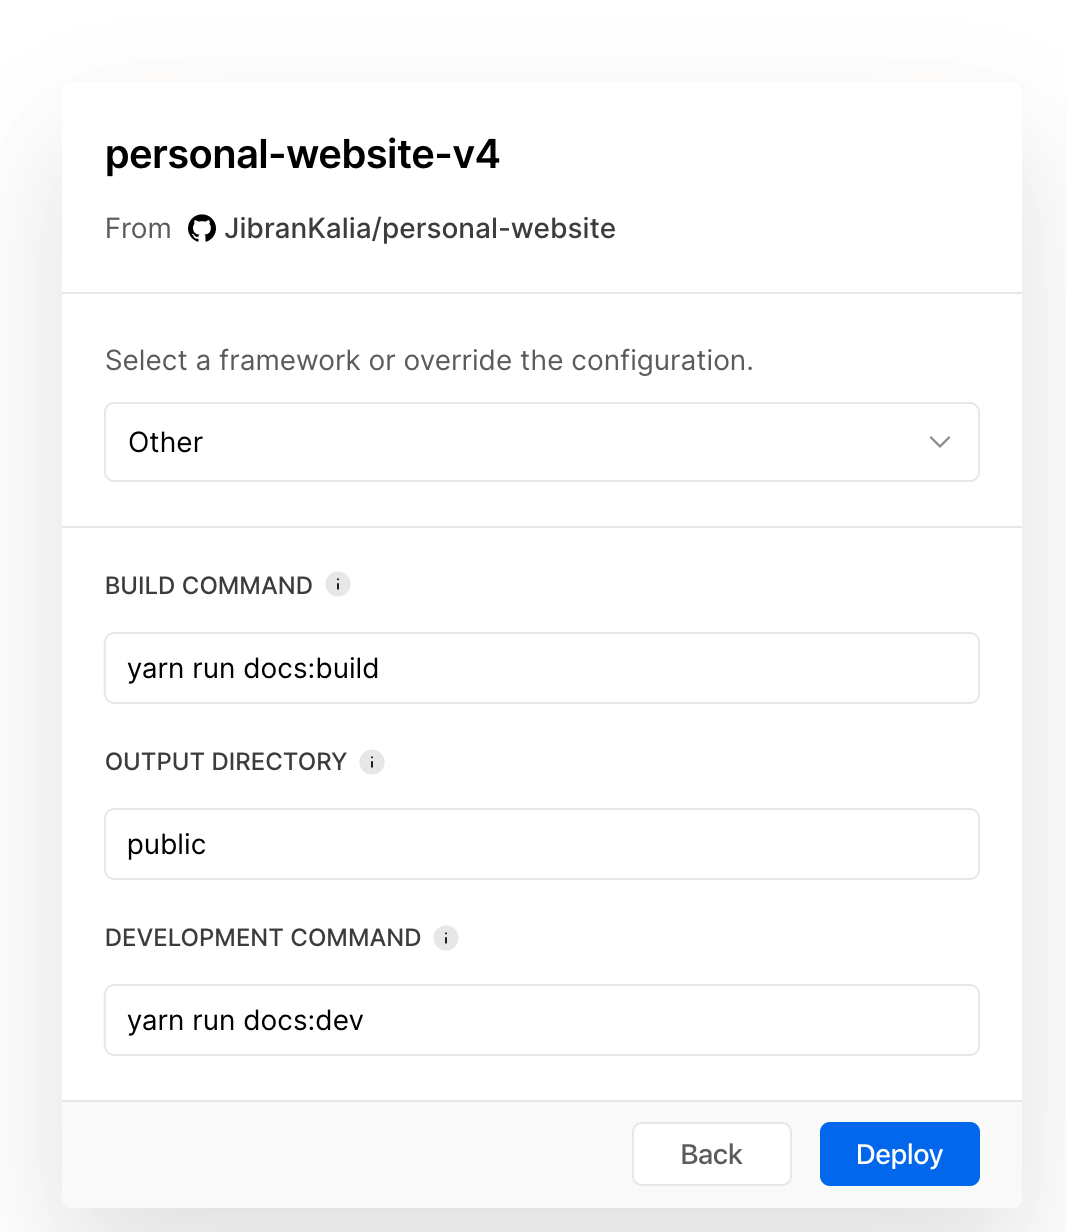 personal-website-v4
From JibranKalia/personal-website
Select a framework or override the configuration.
Other
BUILD COMMAND i
yarn run docs:build
OUTPUT DIRECTORY i
public
DEVELOPMENT COMMAND i
yarn run docs:dev
Back Deploy